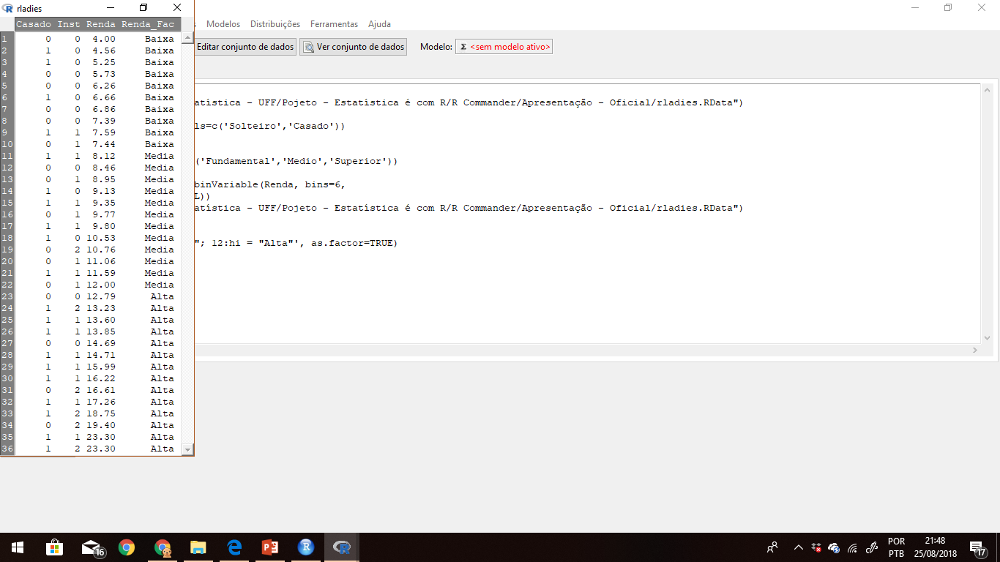 rladies
Casado Inst Renda Renda_Fac
1 0 0 4.00 Baixa
2 1 0 4.56 Baixa
3 1 0 5.25 Baixa
4 0 0 5.73 Baixa
5 0 0 6.26 Baixa
6 1 0 6.66 Baixa
7 0 0 6.86 Baixa
8 0 0 7.39 Baixa
9 1 1 7.59 Baixa
10 0 1 7.44 Baixa
11 1 1 8.12 Media
12 0 0 8.46 Media
13 0 1 8.95 Media
14 1 0 9.13 Media
15 1 1 9.35 Media
16 0 1 9.77 Media
17 1 1 9.80 Media
18 1 0 10.53 Media
19 0 2 10.76 Media
20 0 1 11.06 Media
21 1 1 11.59 Media
22 0 1 12.00 Media
23 0 0 12.79 Alta
24 1 2 13.23 Alta
25 1 1 13.60 Alta
26 1 1 13.85 Alta
27 0 0 14.69 Alta
28 1 1 14.71 Alta
29 1 1 15.99 Alta
30 1 1 16.22 Alta
31 0 2 16.61 Alta
32 1 1 17.26 Alta
33 1 2 18.75 Alta
34 0 2 19.40 Alta
35 1 1 23.30 Alta
36 1 2 23.30 Alta
s Modelos Distribuições Ferramentas Ajuda
Editar conjunto de dados Ver conjunto de dados Modelo: Σ <sem modelo ativo>
atística - UFF/Pojeto - Estatística é com R/R Commander/Apresentação - Oficial/rladies.RData")
ls=c('Solteiro','Casado'))
('Fundamental','Medio','Superior'))
binVariable(Renda, bins=6,
L))
atística - UFF/Pojeto - Estatística é com R/R Commander/Apresentação - Oficial/rladies.RData")
"; 12:hi = "Alta"', as.factor=TRUE)
16
POR
PTB
21:48
25/08/2018
17